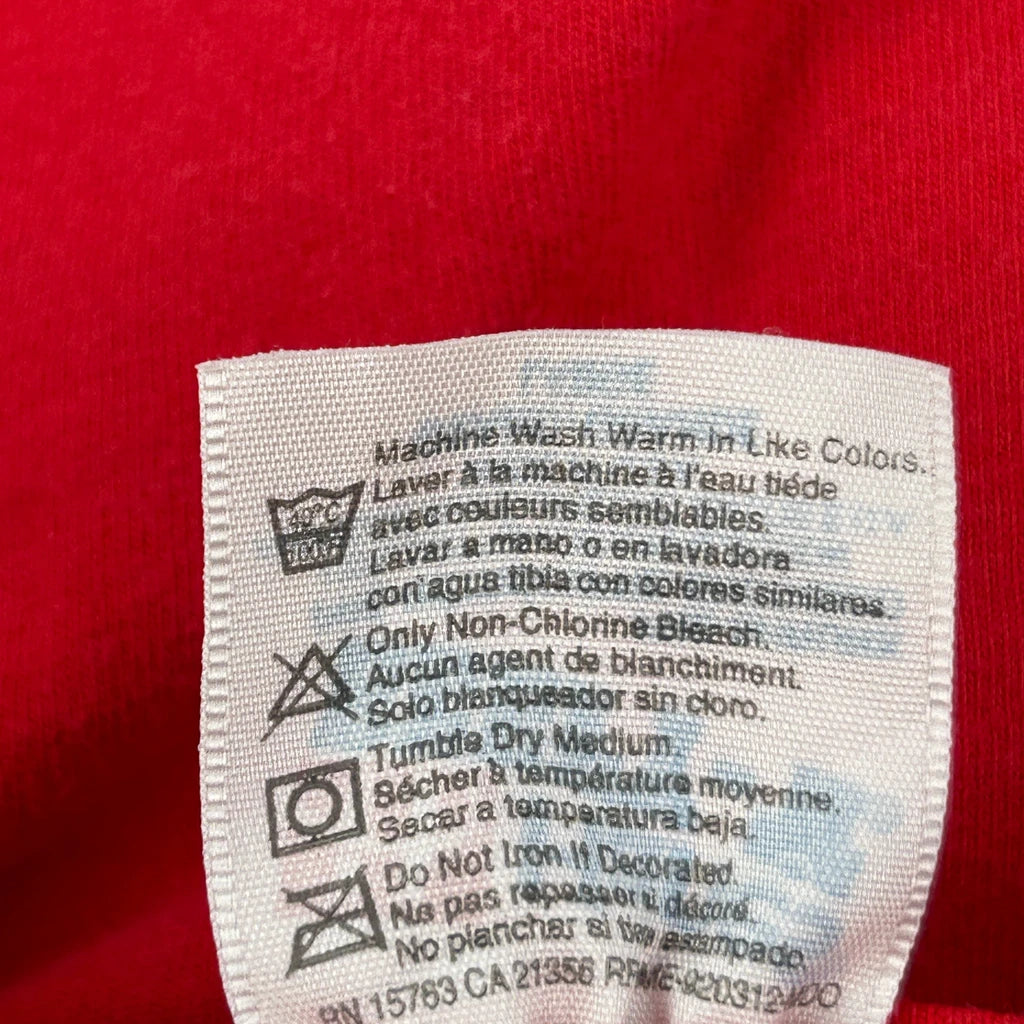 Machine Wash Warm In Like Colors.
Laver à la machine à l'eau tiéde
avec couleurs semblables.
Lavar a mano o en lavadora
con agua tibia con colores similares.
Only Non-Chlorine Bleach.
Aucun agent de blanchiment.
Solo blanqueador sin cloro.
Tumble Dry Medium.
Sécher à température moyenne.
Secar a temperatura baja.
Do Not Iron If Decorated.
Ne pas repasser si décoré.
No planchar si estampado
RN 15763 CA 21356